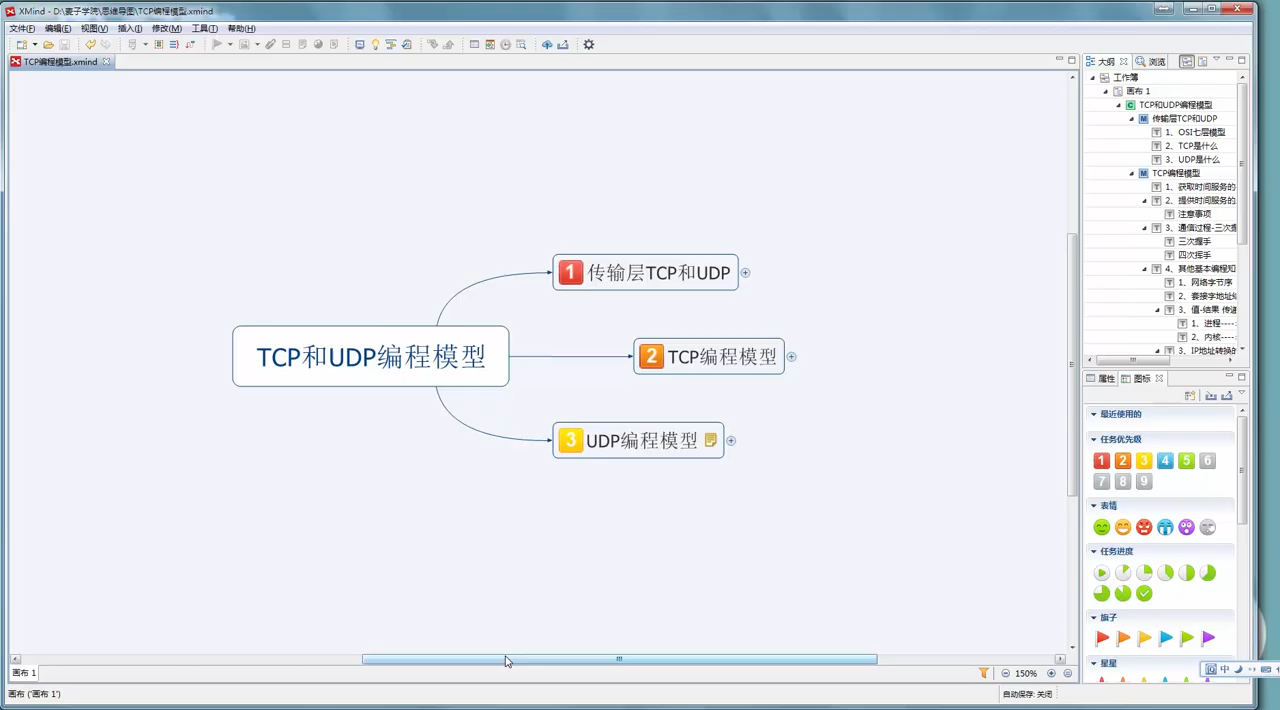 XMind - D:\麦子学院\思维导图\TCP编程模型.xmind
文件(F) 编辑(E) 视图(V) 插入(I) 修改(M) 工具(T) 帮助(H)
TCP编程模型.xmind
TCP和UDP编程模型
1 传输层TCP和UDP
2 TCP编程模型
3 UDP编程模型
大纲 浏览
工作簿
画布 1
TCP和UDP编程模型
传输层TCP和UDP
1、OSI七层模型
2、TCP是什么
3、UDP是什么
TCP编程模型
1、获取时间服务的
2、提供时间服务的
注意事项
3、通信过程-三次握
三次握手
四次挥手
4、其他基本编程知
1、网络字节序
2、套接字地址结
3、值-结果 传递
1、进程----
2、内核----
3、IP地址转换的
属性 图标
最近使用的
任务优先级
1 2 3 4 5 6
7 8 9
表情
任务进度
旗子
星星
画布 1
150%
中
画布 ('画布 1')
自动保存: 关闭